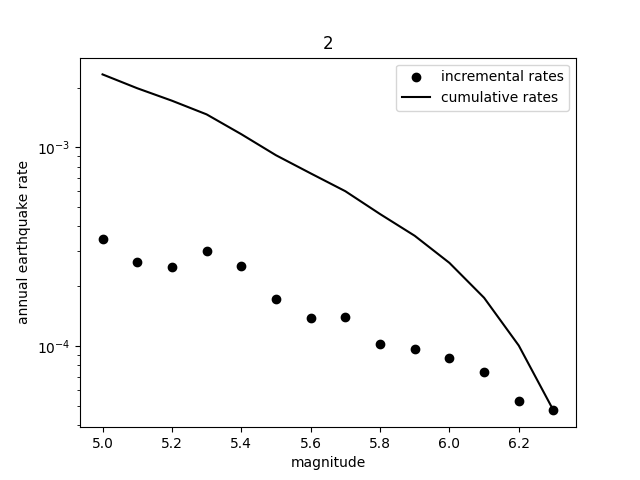 2
incremental rates
cumulative rates
annual earthquake rate
10⁻³
10⁻⁴
5.0 5.2 5.4 5.6 5.8 6.0 6.2
magnitude